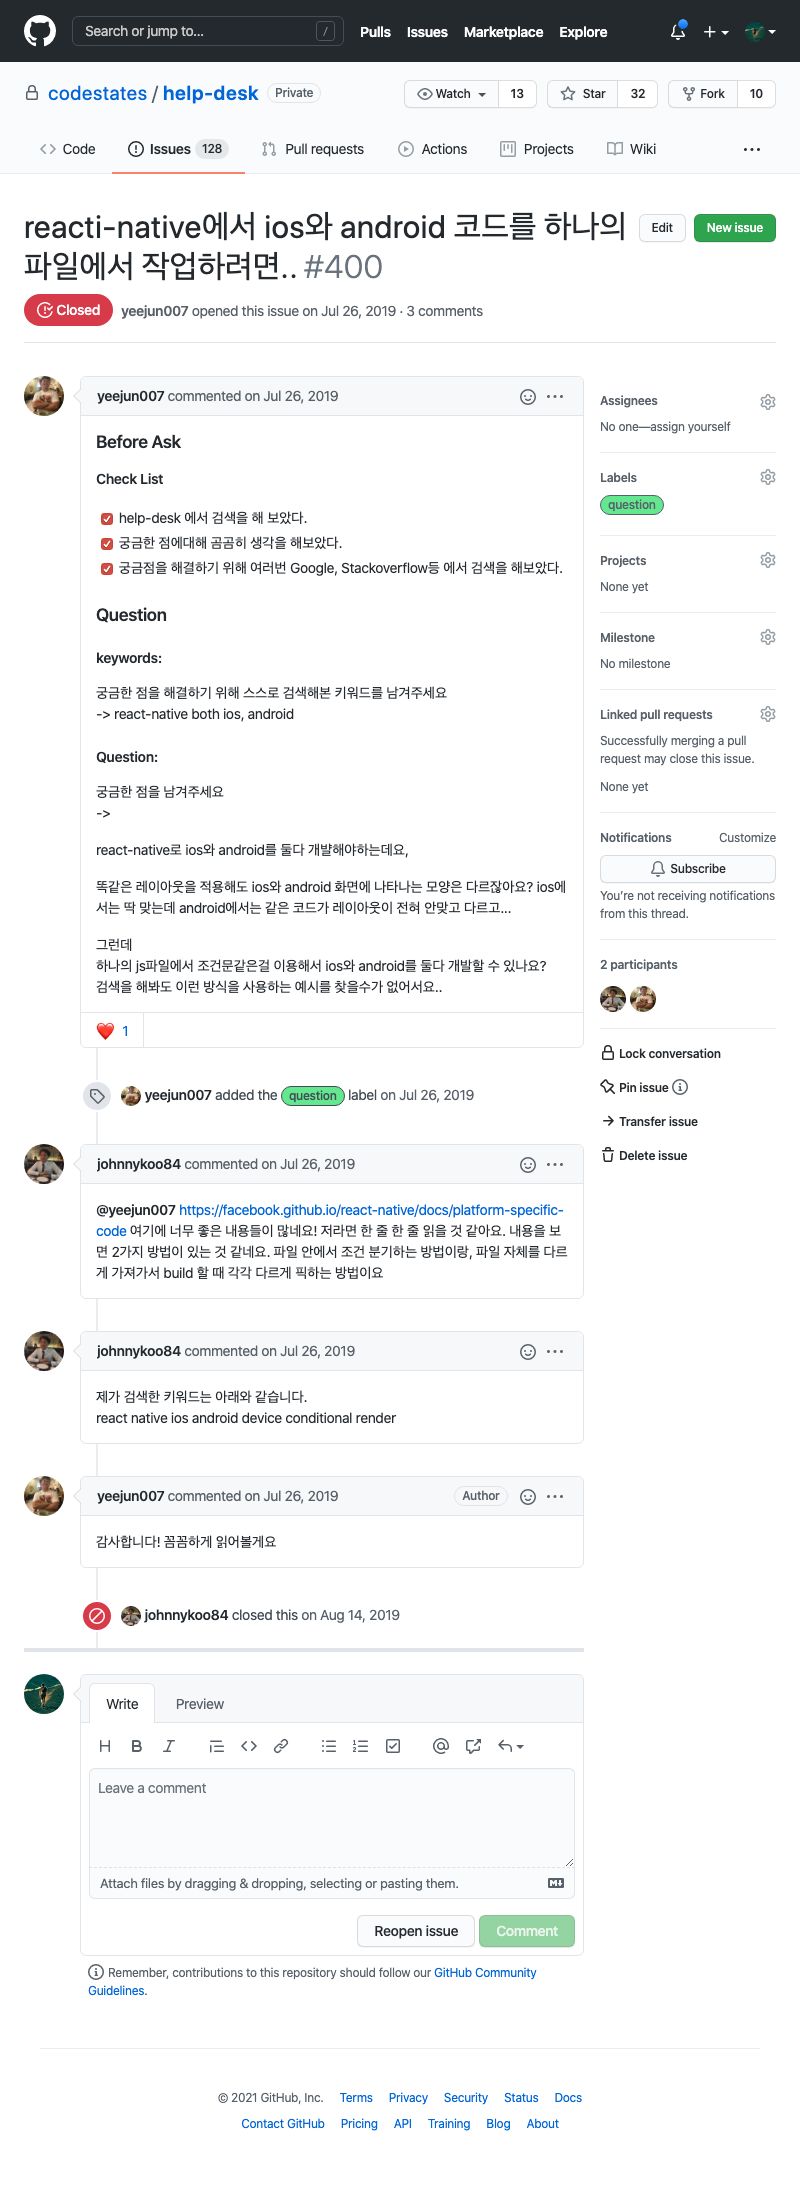 Search or jump to...
/
Pulls
Issues
Marketplace
Explore
codestates / help-desk
Private
Watch
13
Star
32
Fork
10
Code
Issues 128
Pull requests
Actions
Projects
Wiki
reacti-native에서 ios와 android 코드를 하나의
파일에서 작업하려면.. #400
Edit
New issue
Closed
yeejun007 opened this issue on Jul 26, 2019 · 3 comments
yeejun007 commented on Jul 26, 2019
Before Ask
Check List
help-desk 에서 검색을 해 보았다.
궁금한 점에대해 곰곰히 생각을 해보았다.
궁금점을 해결하기 위해 여러번 Google, Stackoverflow등 에서 검색을 해보았다.
Question
keywords:
궁금한 점을 해결하기 위해 스스로 검색해본 키워드를 남겨주세요
-> react-native both ios, android
Question:
궁금한 점을 남겨주세요
->
react-native로 ios와 android를 둘다 개발해야하는데요,
똑같은 레이아웃을 적용해도 ios와 android 화면에 나타나는 모양은 다르잖아요? ios에
서는 딱 맞는데 android에서는 같은 코드가 레이아웃이 전혀 안맞고 다르고...
그런데
하나의 js파일에서 조건문같은걸 이용해서 ios와 android를 둘다 개발할 수 있나요?
검색을 해봐도 이런 방식을 사용하는 예시를 찾을수가 없어서요..
❤️ 1
yeejun007 added the question label on Jul 26, 2019
johnnykoo84 commented on Jul 26, 2019
@yeejun007 https://facebook.github.io/react-native/docs/platform-specific-
code 여기에 너무 좋은 내용들이 많네요! 저라면 한 줄 한 줄 읽을 것 같아요. 내용을 보
면 2가지 방법이 있는 것 같네요. 파일 안에서 조건 분기하는 방법이랑, 파일 자체를 다르
게 가져가서 build 할 때 각각 다르게 픽하는 방법이요
johnnykoo84 commented on Jul 26, 2019
제가 검색한 키워드는 아래와 같습니다.
react native ios android device conditional render
yeejun007 commented on Jul 26, 2019
Author
감사합니다! 꼼꼼하게 읽어볼게요
johnnykoo84 closed this on Aug 14, 2019
Write
Preview
Leave a comment
Attach files by dragging & dropping, selecting or pasting them.
Reopen issue
Comment
Remember, contributions to this repository should follow our GitHub Community
Guidelines.
Assignees
No one—assign yourself
Labels
question
Projects
None yet
Milestone
No milestone
Linked pull requests
Successfully merging a pull
request may close this issue.
None yet
Notifications
Customize
Subscribe
You're not receiving notifications
from this thread.
2 participants
Lock conversation
Pin issue
Transfer issue
Delete issue
© 2021 GitHub, Inc.
Terms
Privacy
Security
Status
Docs
Contact GitHub
Pricing
API
Training
Blog
About